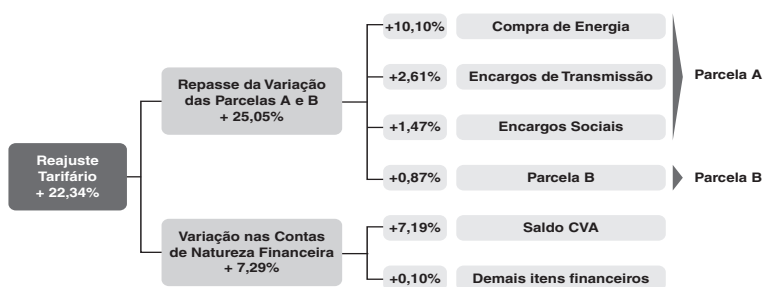 Reajuste
Tarifário
+ 22,34%
Repasse da Variação
das Parcelas A e B
+ 25,05%
+10,10% Compra de Energia
+2,61% Encargos de Transmissão
+1,47% Encargos Sociais
Parcela A
+0,87% Parcela B
Parcela B
Variação nas Contas
de Natureza Financeira
+ 7,29%
+7,19% Saldo CVA
+0,10% Demais itens financeiros